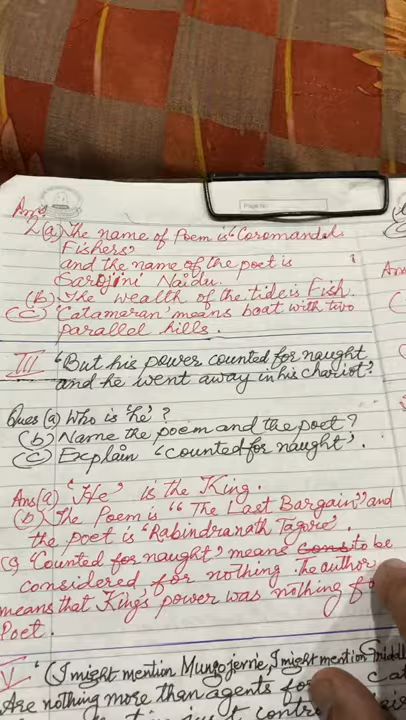 Ans
2 (a) The name of Poem is "Coromandel
Fishers"
and the name of the poet is
Sarojini Naidu.
(b) The wealth of the tide is Fish.
(c) 'Catamaran' means boat with two
parallel hills.
III "But his power counted for naught
and he went away in his chariot".
Ques (a) Who is 'he'?
(b) Name the poem and the poet?
(c) Explain 'counted for naught'.
Ans (a) 'He' is the King.
(b) The Poem is "The Last Bargain" and
the poet is 'Rabindranath Tagore'.
(c) 'Counted for naught' means to be
considered for nothing. The author
means that King's power was nothing
Poet.
"(I might mention Mungojerrie, I might mention
Are nothing more than agents for
Page No.
Ans